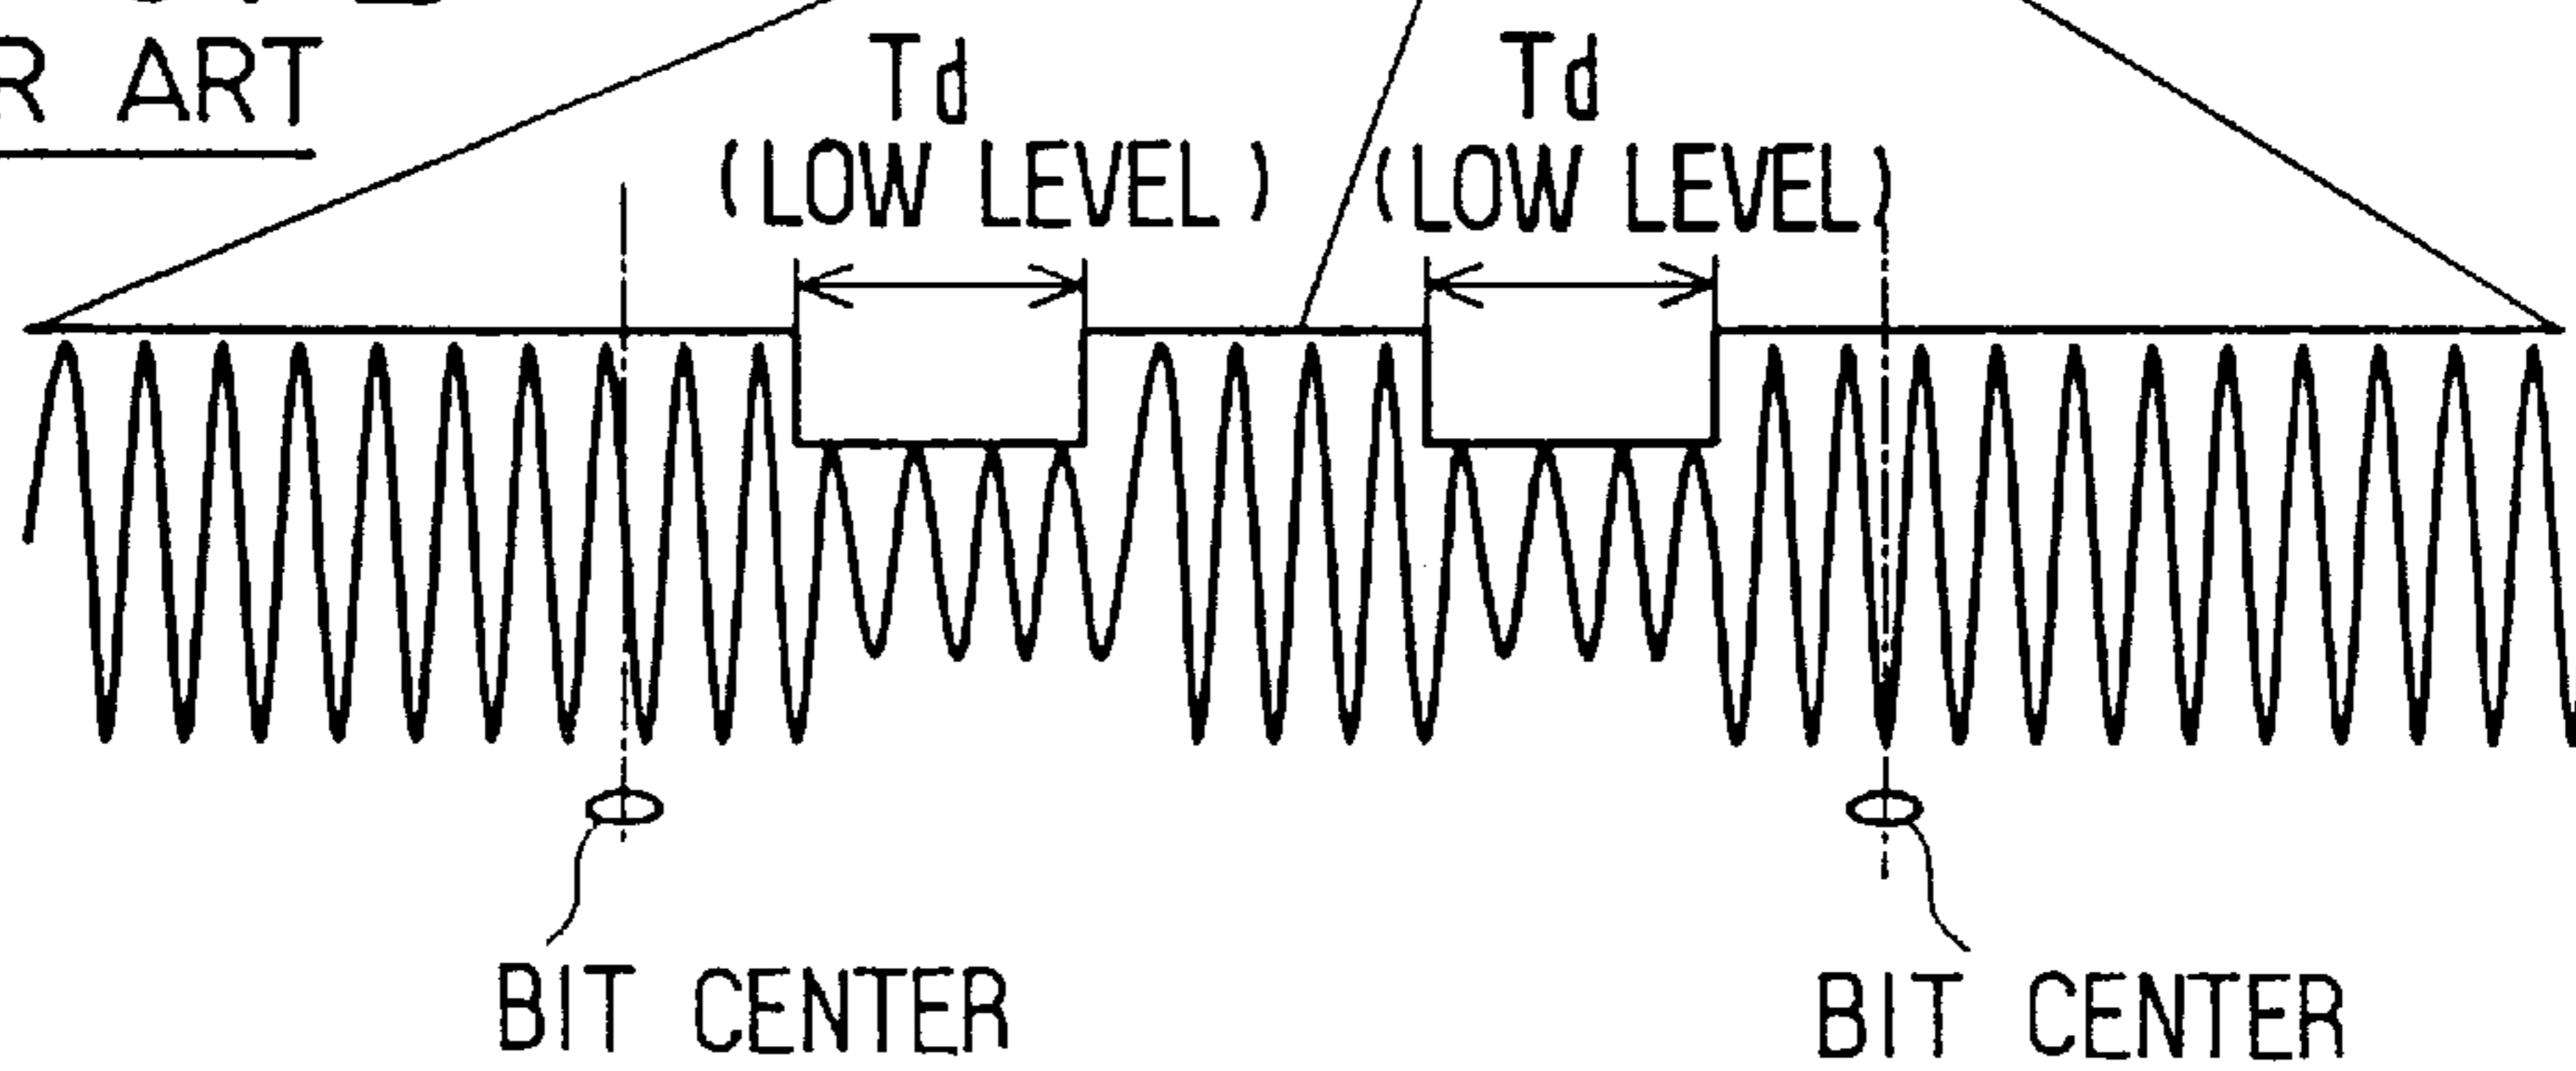 R ART
Td
(LOW LEVEL)
Td
(LOW LEVEL)
BIT CENTER
BIT CENTER